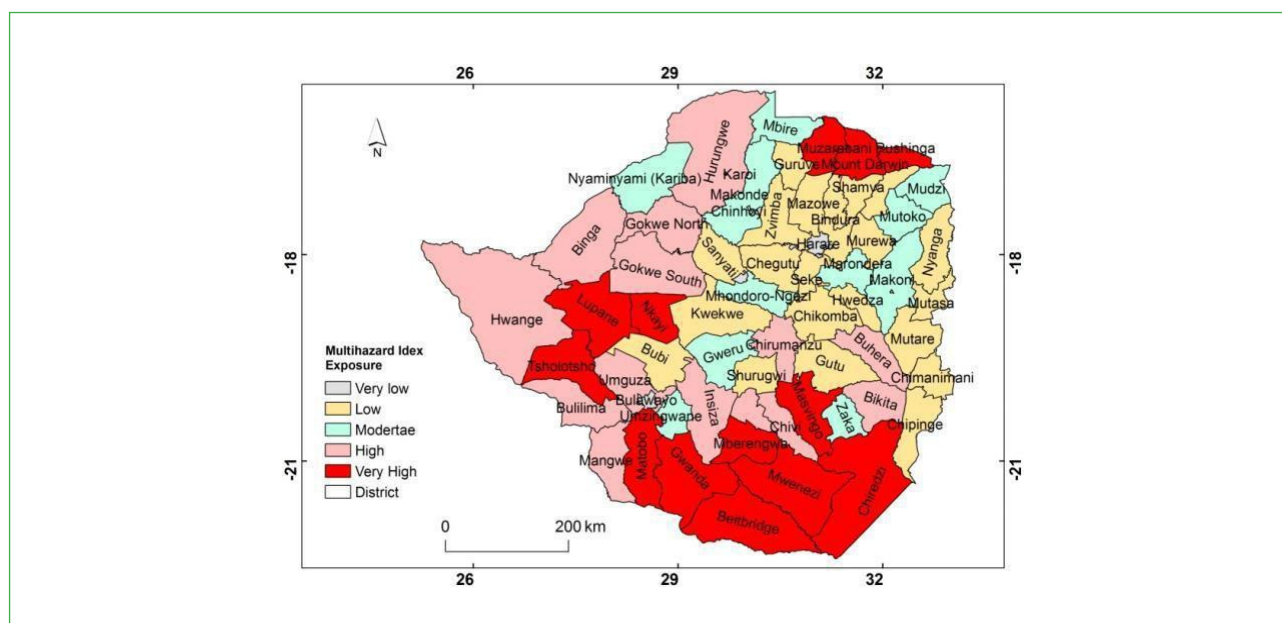 26 29 32
N
Mbire
Muzarabani Rushinga
Guruve Mount Darwin
Hurungwe
Karoi
Nyaminyami (Kariba)
Shamva
Mudzi
Makonde
Mazowe
Chinhoyi
Zvimba
Bindura
Mutoko
Gokwe North
Binga
Harare
Murewa
Nyanga
-18 -18
Sanyati
Chegutu
Marondera
Gokwe South
Seke
Makoni
Mhondoro-Ngezi
Hwedza
Mutasa
Lupane
Nkayi
Kwekwe
Chikomba
Hwange
Chirumanzu
Buhera
Mutare
Bubi
Gweru
Gutu
Tsholotsho
Shurugwi
Chimanimani
Umguza
Masvingo
Bulawayo
Insiza
Bikita
Bulilima
Umzingwape
Zaka
Chipinge
Chivi
Mberengwa
Mangwe
Matobo
-21 -21
Gwanda
Mwenezi
Chiredzi
Beitbridge
Multihazard Idex
Exposure
Very low
Low
Modertae
High
Very High
District
0 200 km
26 29 32